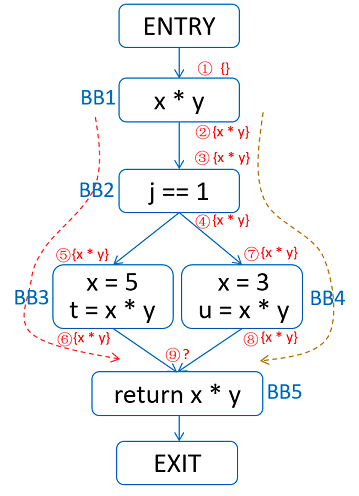 ENTRY
① {}
BB1
x * y
②{x * y}
③{x * y}
BB2
j == 1
④{x * y}
⑤{x * y}
⑦{x * y}
BB3
x = 5
t = x * y
x = 3
u = x * y
BB4
⑥{x * y}
⑨?
⑧{x * y}
return x * y
BB5
EXIT